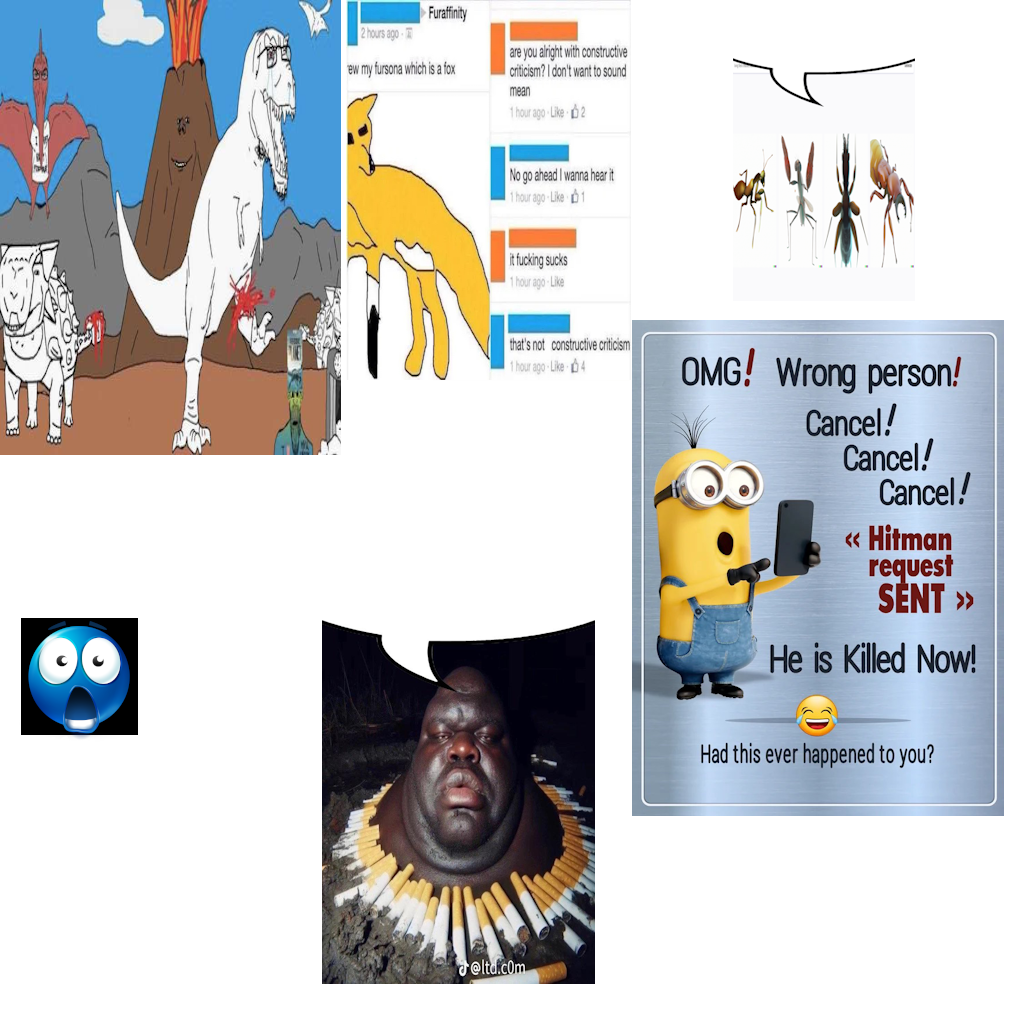 Furaffinity
2 hours ago
ew my fursona which is a fox
are you alright with constructive
criticism? I don't want to sound
mean
1 hour ago · Like · 2
No go ahead I wanna hear it
1 hour ago · Like · 1
it fucking sucks
1 hour ago · Like
that's not constructive criticism
1 hour ago · Like · 4
OMG! Wrong person!
Cancel!
Cancel!
Cancel!
« Hitman
request
SENT »
He is Killed Now!
Had this ever happened to you?
@ltd.c0m